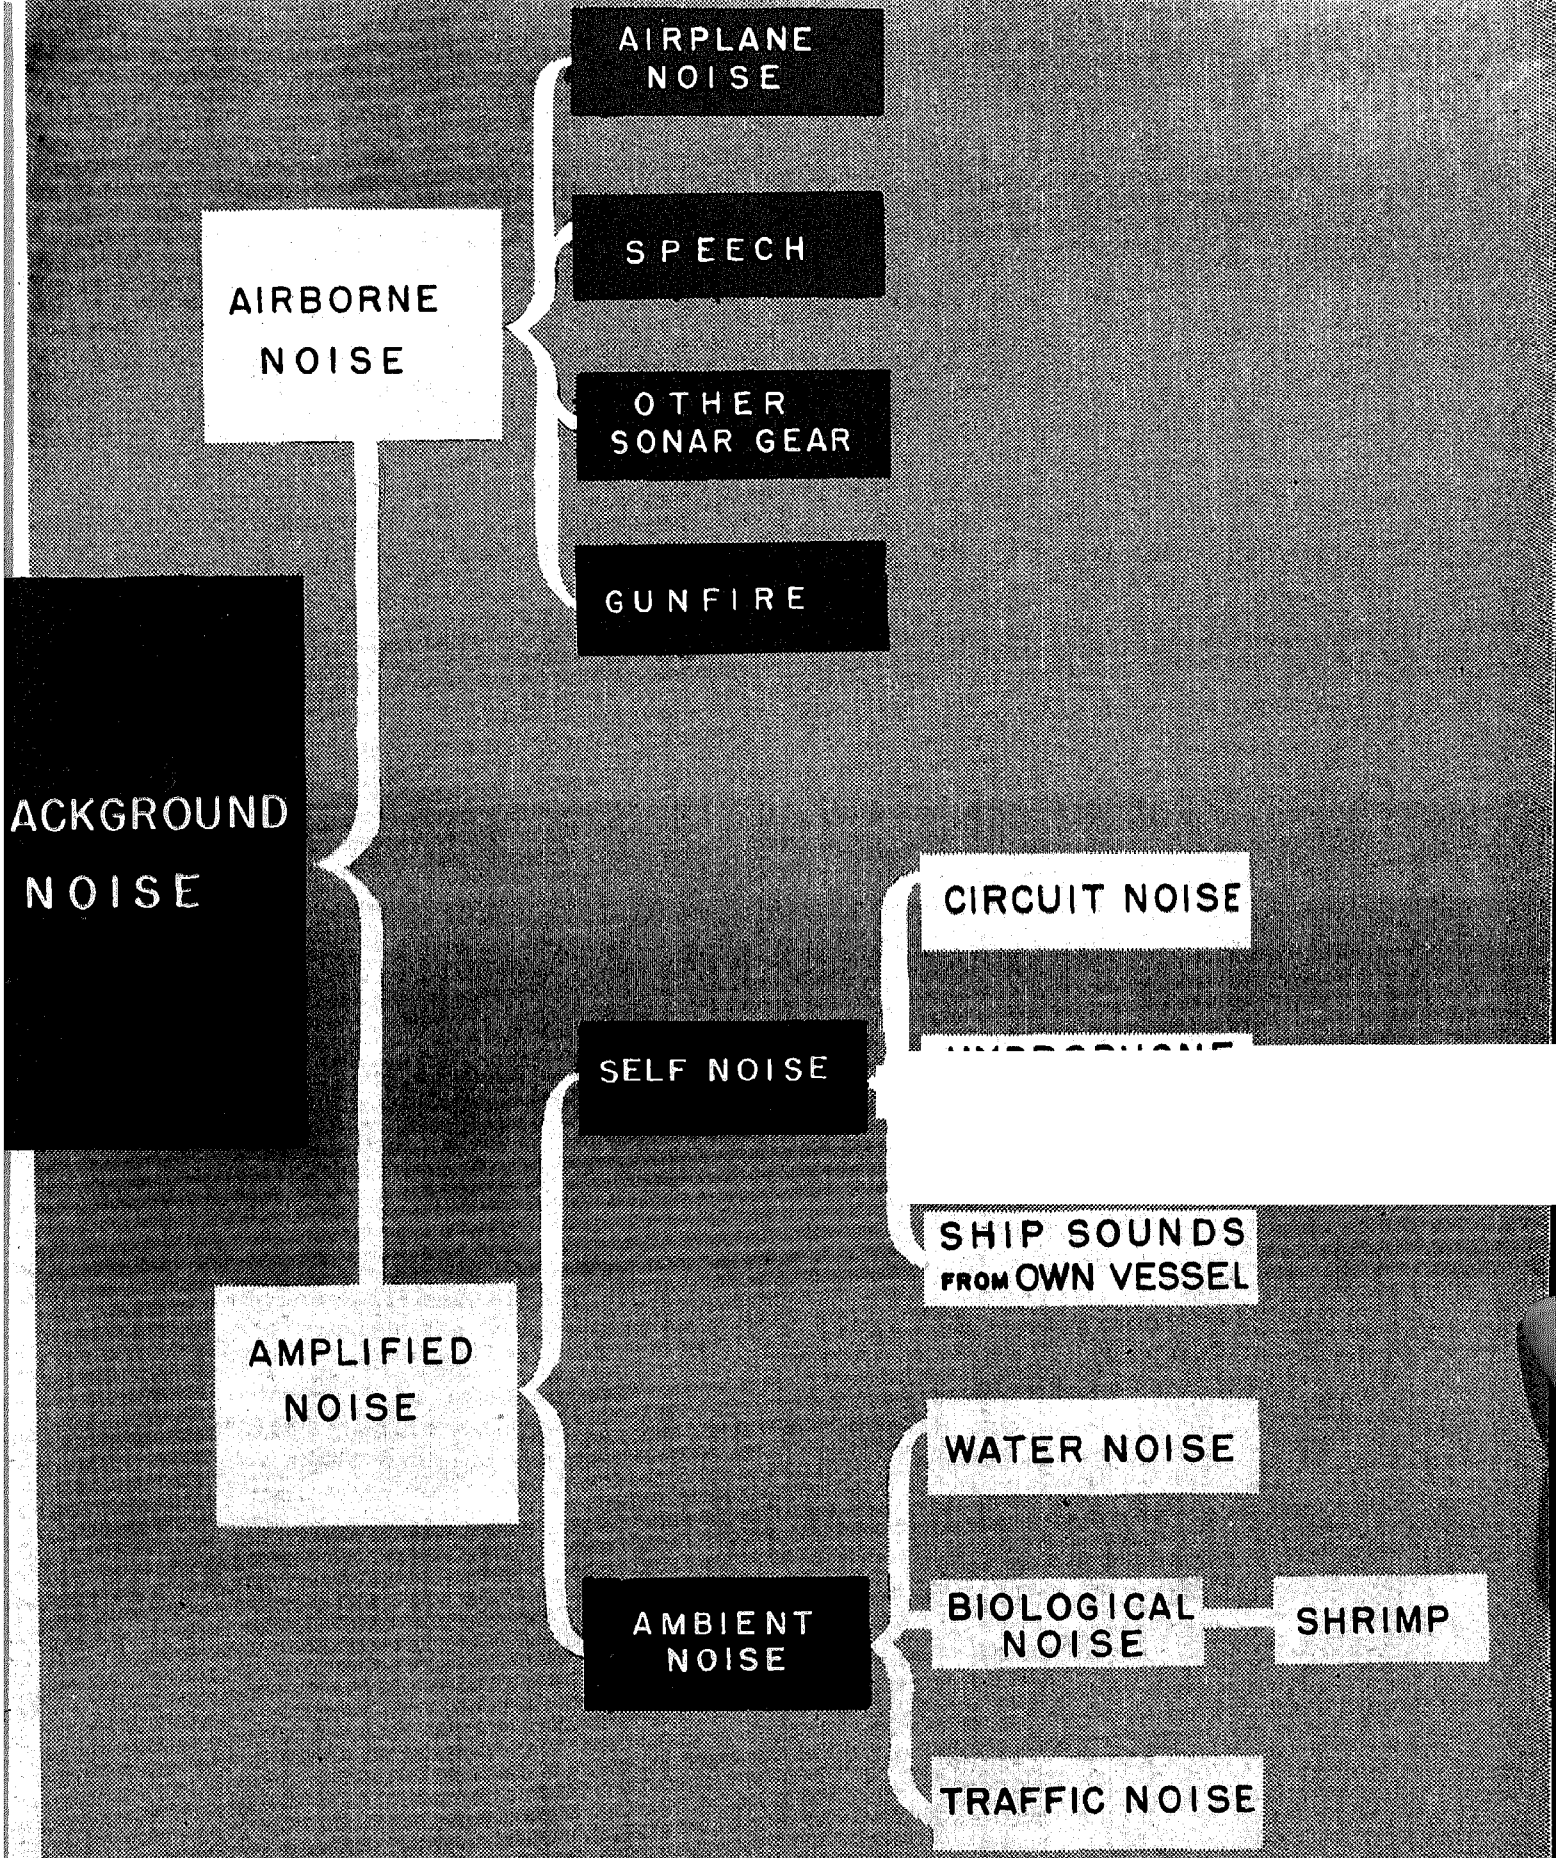 AIRPLANE
NOISE
SPEECH
AIRBORNE
NOISE
OTHER
SONAR GEAR
GUNFIRE
ACKGROUND
NOISE
CIRCUIT NOISE
SELF NOISE
SHIP SOUNDS
FROM OWN VESSEL
AMPLIFIED
NOISE
WATER NOISE
AMBIENT
NOISE
BIOLOGICAL
NOISE
SHRIMP
TRAFFIC NOISE